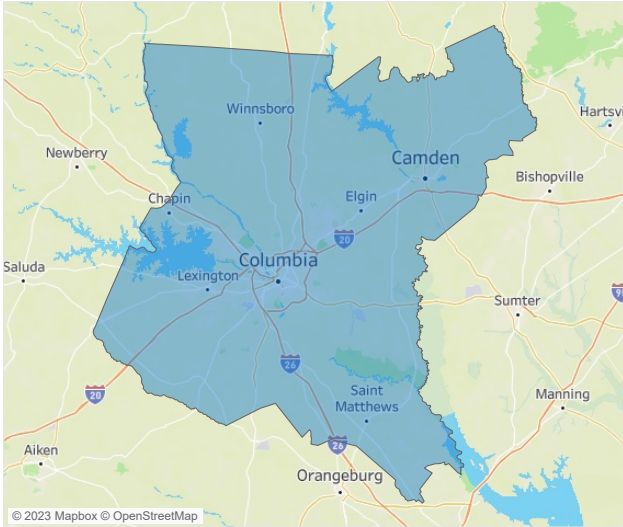 Winnsboro
Hartsvi
Newberry
Camden
Bishopville
Chapin
Elgin
20
Columbia
Saluda
Lexington
Sumter
9
26
20
Saint
Matthews
Manning
26
Aiken
Orangeburg
© 2023 Mapbox © OpenStreetMap